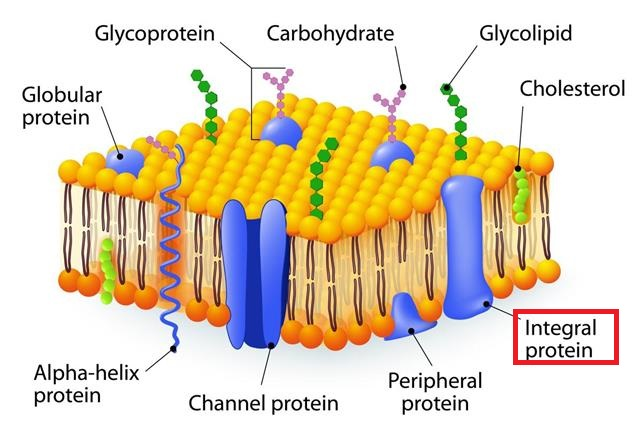 Glycoprotein
Carbohydrate
Glycolipid
Globular
protein
Cholesterol
Integral
protein
Alpha-helix
protein
Channel protein
Peripheral
protein